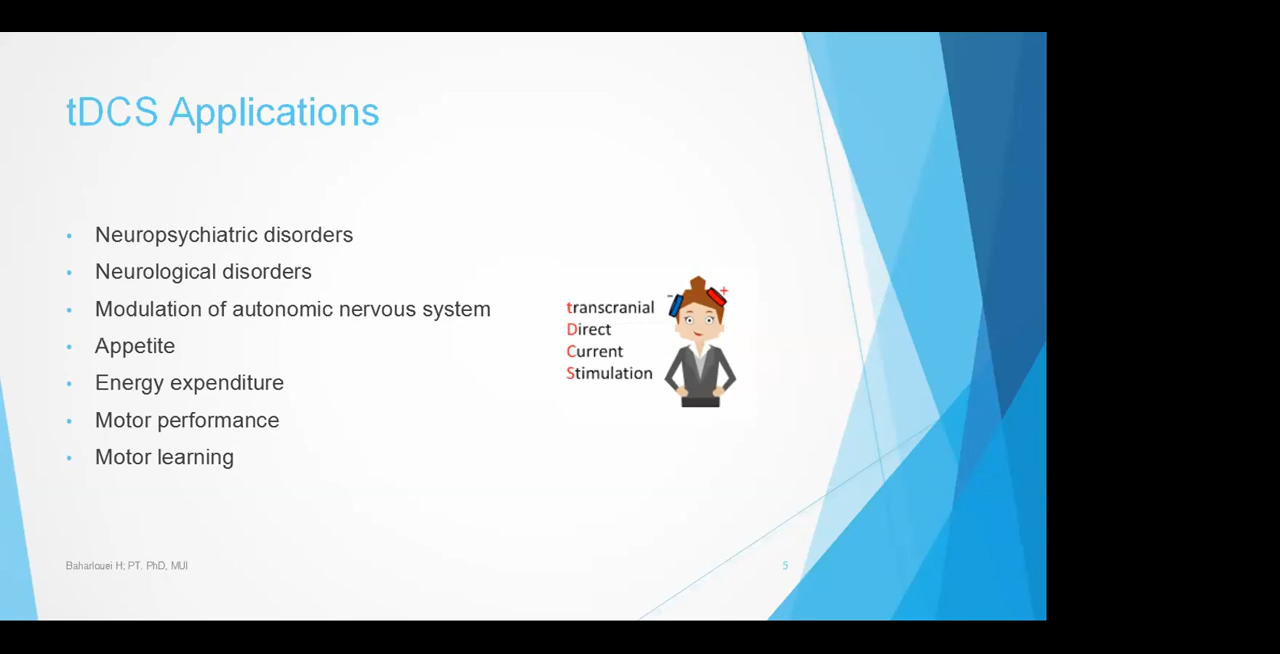 tDCS Applications
• Neuropsychiatric disorders
• Neurological disorders
• Modulation of autonomic nervous system
• Appetite
• Energy expenditure
• Motor performance
• Motor learning
transcranial
Direct
Current
Stimulation
- +
Baharlouei H; PT. PhD, MUI
5